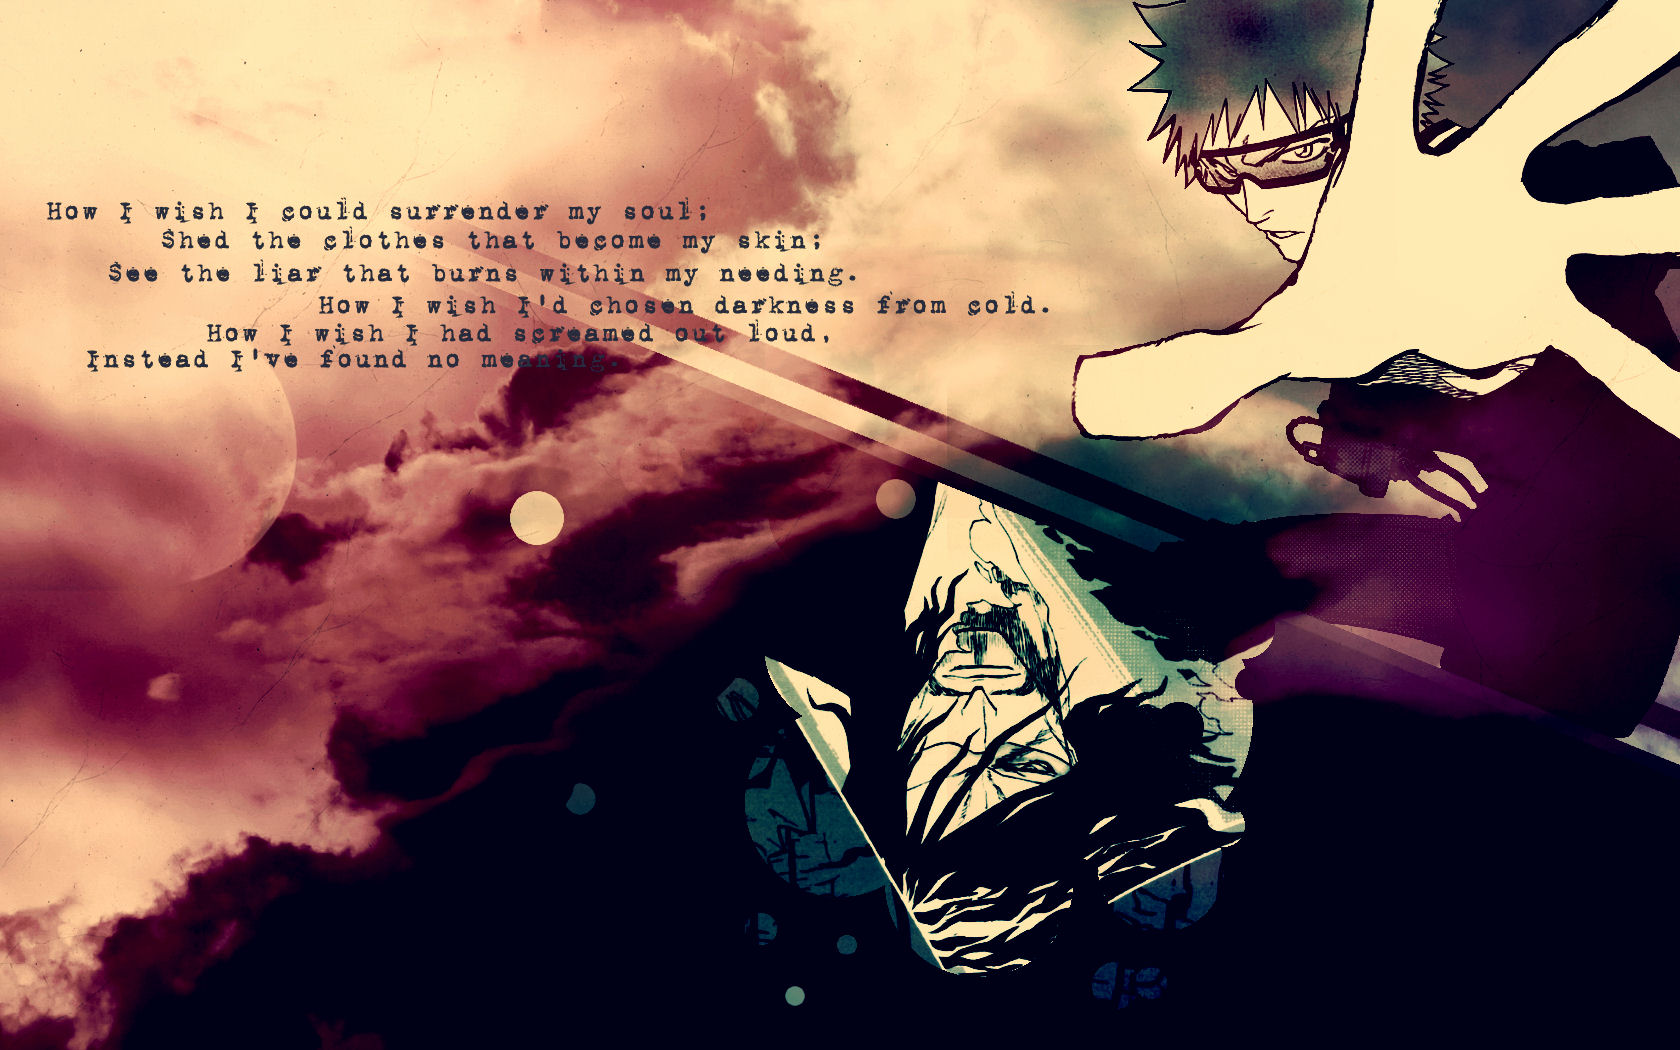 How I wish I could surrender my soul;
Shed the clothes that become my skin;
See the liar that burns within my needing.
How I wish I'd chosen darkness from cold.
How I wish I had screamed out loud,
Instead I've found no meaning.